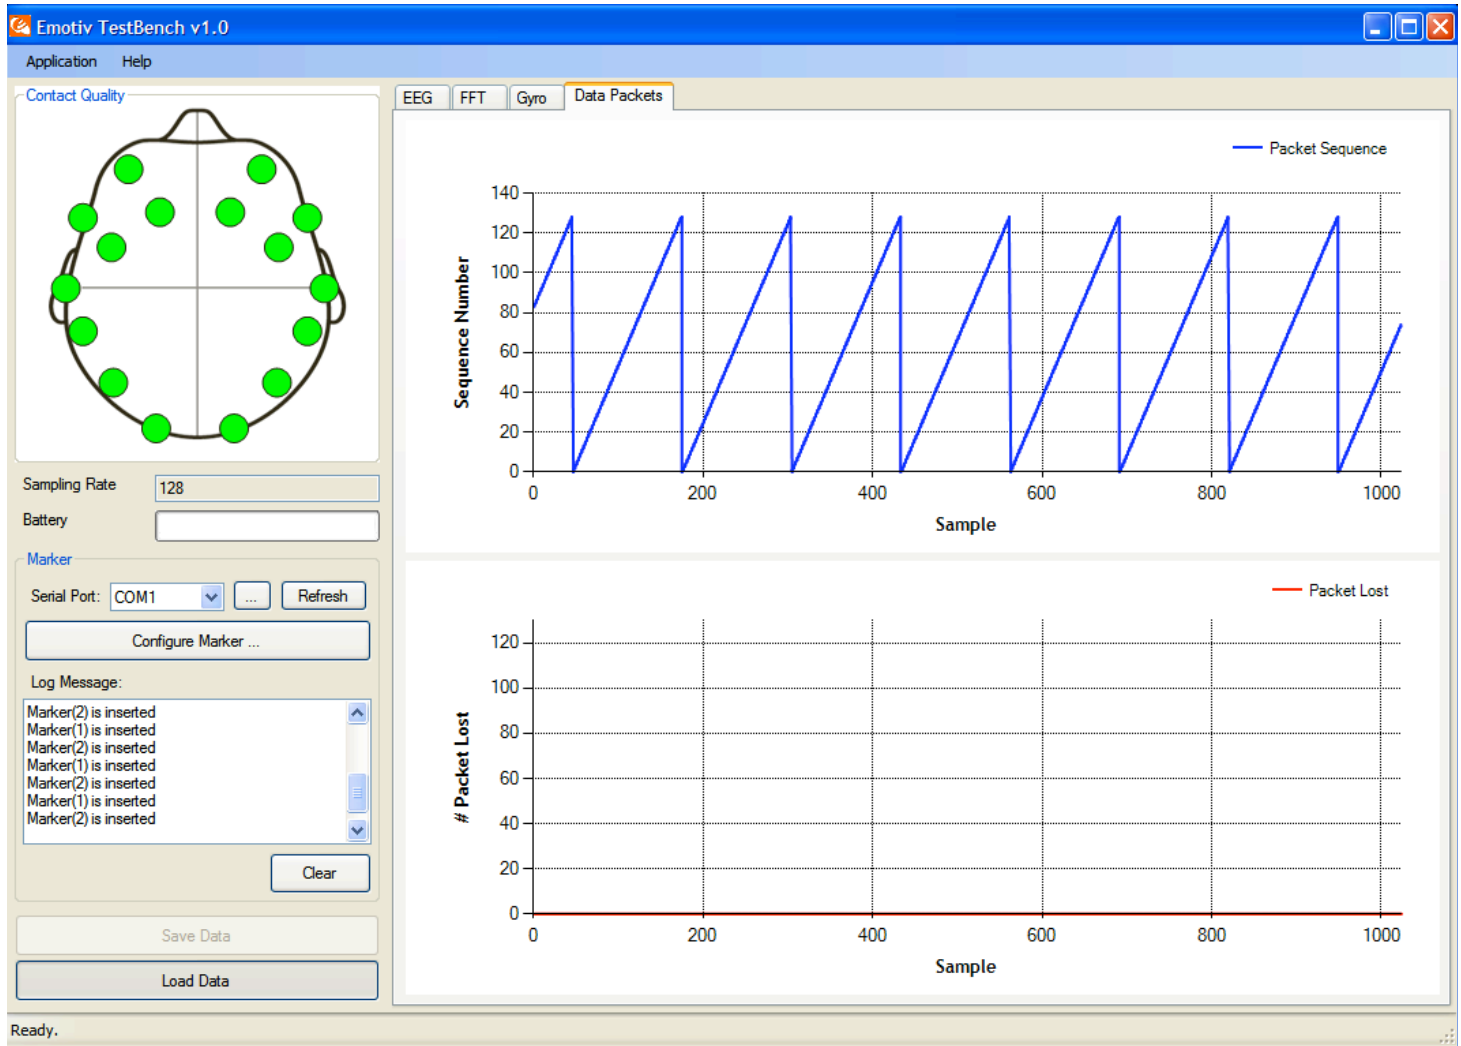 Emotiv TestBench v1.0
Application Help
Contact Quality
Sampling Rate 128
Battery
Marker
Serial Port: COM1 ... Refresh
Configure Marker ...
Log Message:
Marker(2) is inserted
Marker(1) is inserted
Marker(2) is inserted
Marker(1) is inserted
Marker(2) is inserted
Marker(1) is inserted
Marker(2) is inserted
Clear
Save Data
Load Data
EEG FFT Gyro Data Packets
Packet Sequence
140
120
100
80
60
40
20
0
Sequence Number
0 200 400 600 800 1000
Sample
Packet Lost
120
100
80
60
40
20
0
# Packet Lost
0 200 400 600 800 1000
Sample
Ready.